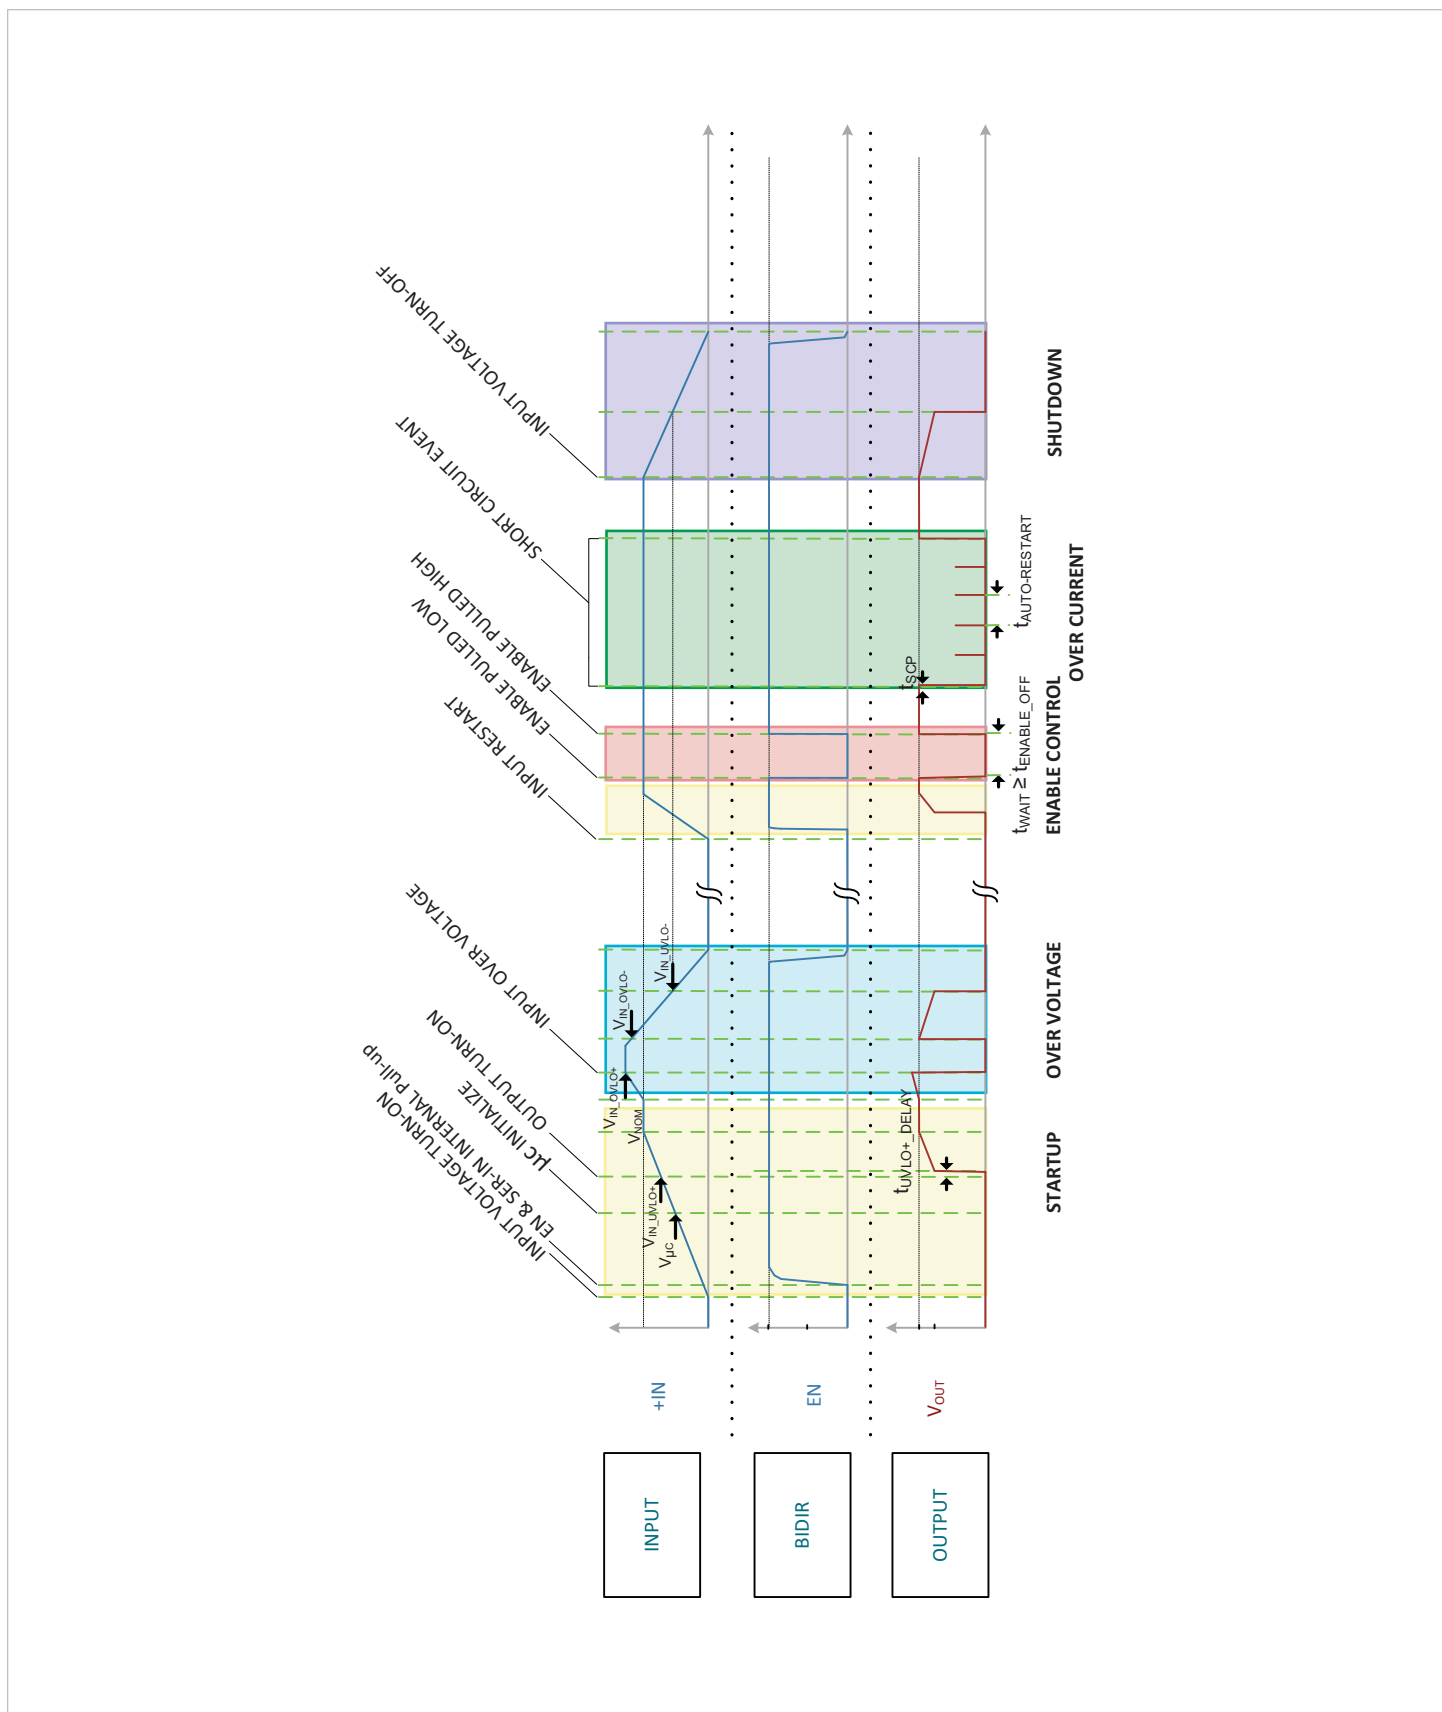 INPUT VOLTAGE TURN-ON
EN & SER-IN INTERNAL Pull-up
µC INITIALIZE
OUTPUT TURN-ON
INPUT OVER VOLTAGE
INPUT RESTART
ENABLE PULLED LOW
ENABLE PULLED HIGH
SHORT CIRCUIT EVENT
INPUT VOLTAGE TURN-OFF
INPUT
+IN
VµC
VIN_UVLO+
VNOM
VIN_OVLO+
VIN_OVLO-
VIN_UVLO-
BIDIR
EN
OUTPUT
VOUT
tUVLO+_DELAY
tSCP
tWAIT ≥ tENABLE_OFF
tAUTO-RESTART
STARTUP
OVER VOLTAGE
ENABLE CONTROL
OVER CURRENT
SHUTDOWN